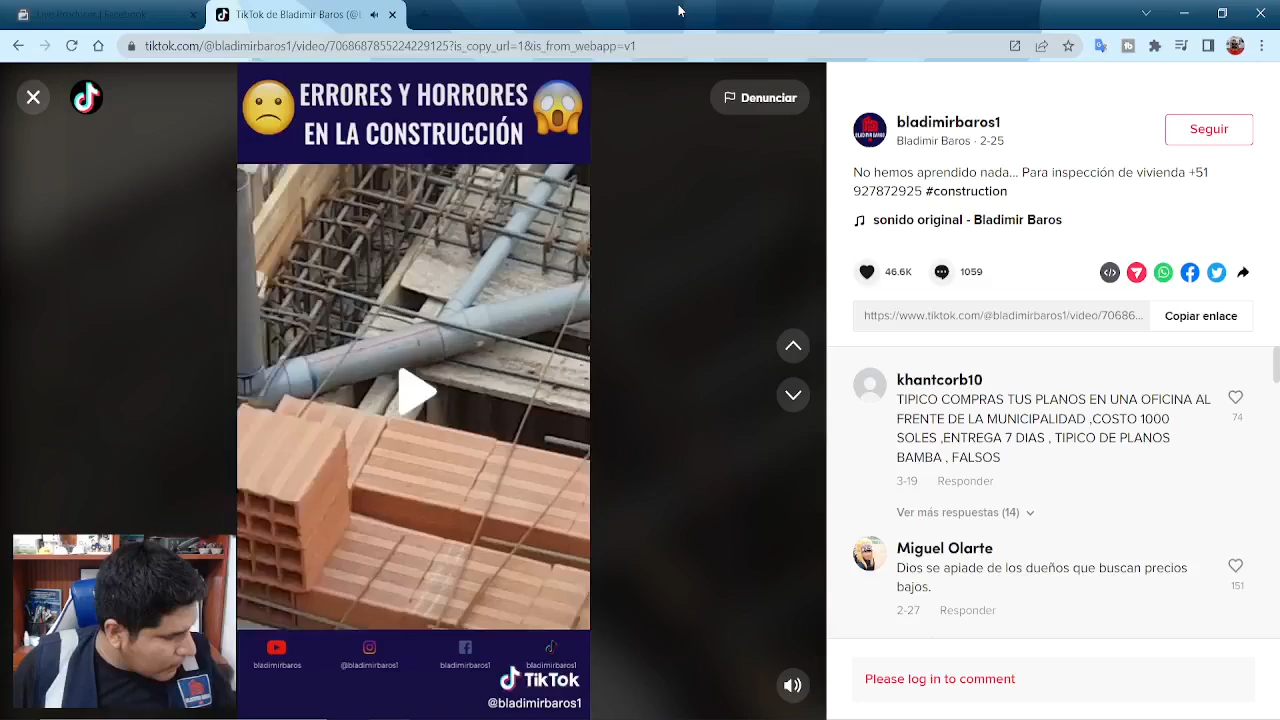 Live Producer | Facebook
TikTok de Bladimir Baros (@l
tiktok.com/@bladimirbaros1/video/7068687855224229125?is_copy_url=1&is_from_webapp=v1
ERRORES Y HORRORES
EN LA CONSTRUCCIÓN
Denunciar
bladimirbaros1
Bladimir Baros · 2-25
Seguir
No hemos aprendido nada... Para inspección de vivienda +51
927872925 #construction
sonido original - Bladimir Baros
46.6K
1059
https://www.tiktok.com/@bladimirbaros1/video/70686...
Copiar enlace
khantcorb10
TIPICO COMPRAS TUS PLANOS EN UNA OFICINA AL
FRENTE DE LA MUNICIPALIDAD ,COSTO 1000
SOLES ,ENTREGA 7 DIAS , TIPICO DE PLANOS
BAMBA , FALSOS
74
3-19 Responder
Ver más respuestas (14)
Miguel Olarte
Dios se apiade de los dueños que buscan precios
bajos.
151
2-27 Responder
Please log in to comment
bladimirbaros
@bladimirbaros1
bladimirbaros1
bladimirbaros1
TikTok
@bladimirbaros1